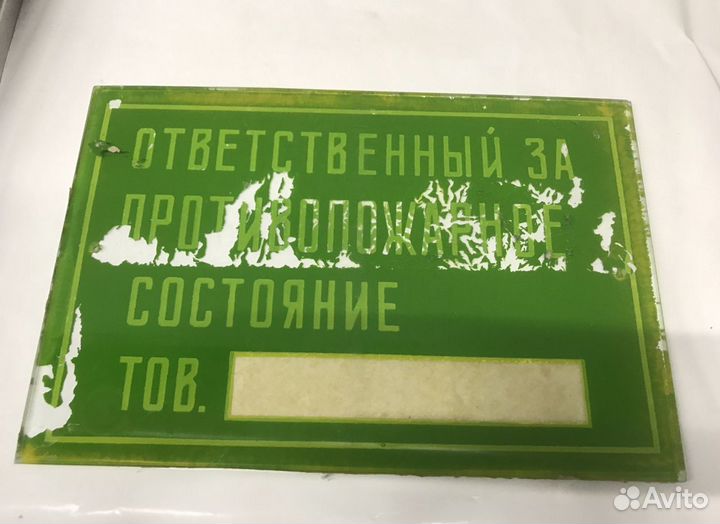 ОТВЕТСТВЕННЫЙ ЗА
ПРОТИВОПОЖАРНОЕ
СОСТОЯНИЕ
ТОВ.
Avito